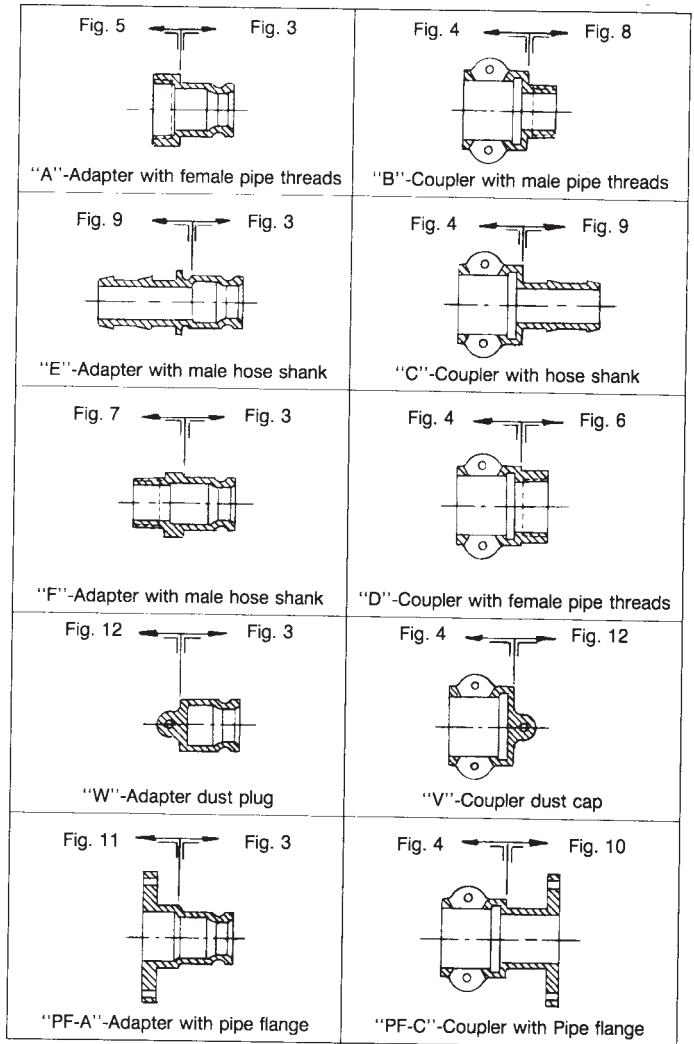 Fig. 5 Fig. 3
"A"-Adapter with female pipe threads
Fig. 4 Fig. 8
"B"-Coupler with male pipe threads
Fig. 9 Fig. 3
"E"-Adapter with male hose shank
Fig. 4 Fig. 9
"C"-Coupler with hose shank
Fig. 7 Fig. 3
"F"-Adapter with male hose shank
Fig. 4 Fig. 6
"D"-Coupler with female pipe threads
Fig. 12 Fig. 3
"W"-Adapter dust plug
Fig. 4 Fig. 12
"V"-Coupler dust cap
Fig. 11 Fig. 3
"PF-A"-Adapter with pipe flange
Fig. 4 Fig. 10
"PF-C"-Coupler with Pipe flange